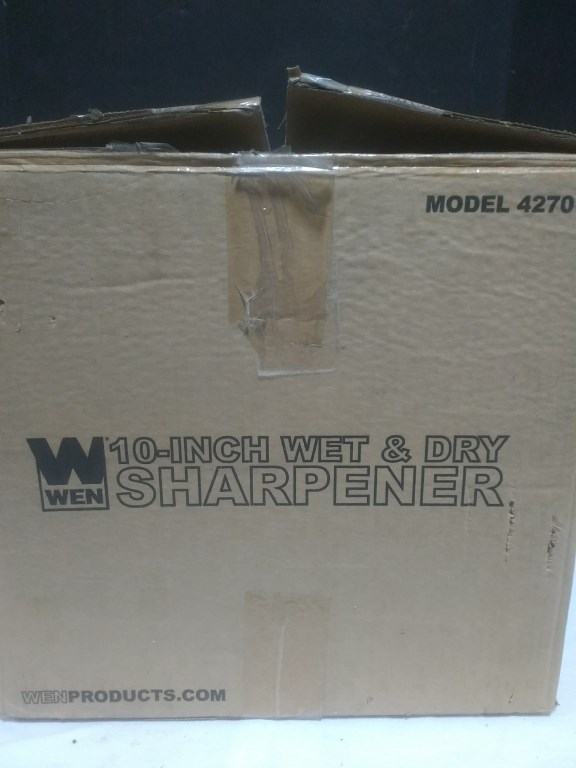 MODEL 4270
10-INCH WET & DRY
WEN SHARPENER
WENPRODUCTS.COM